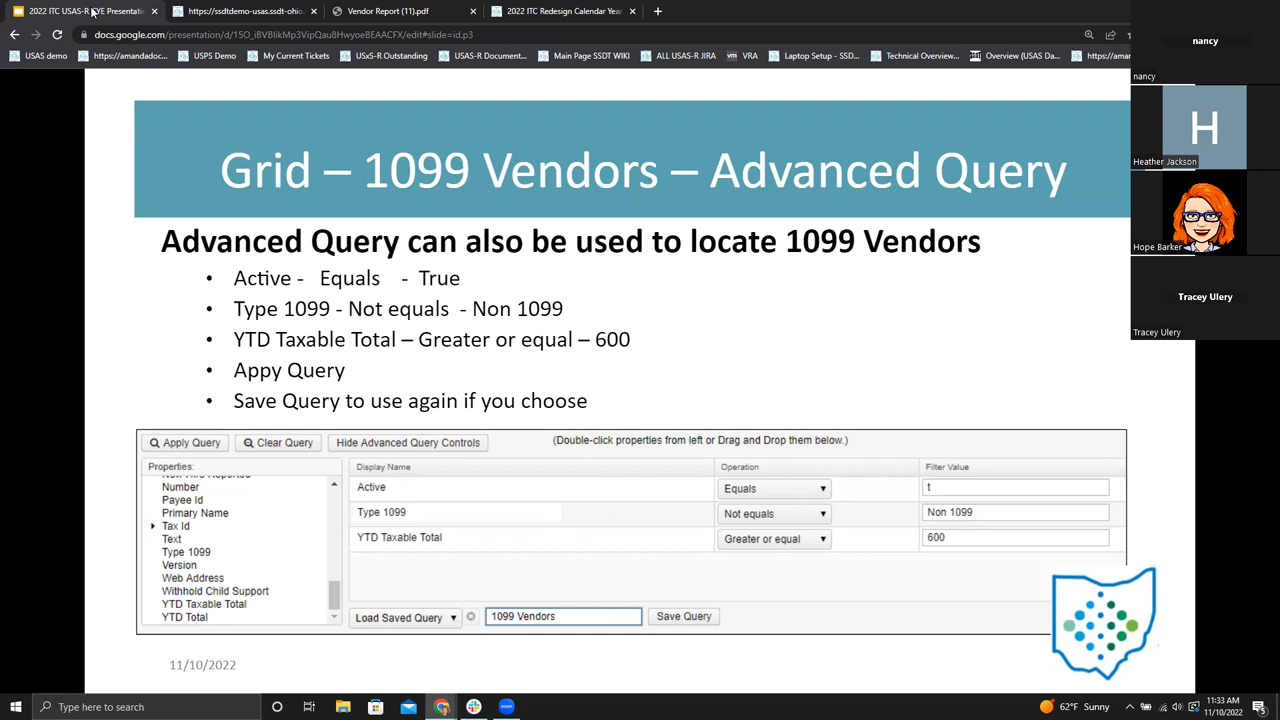 2022 ITC USAS-R CYE Presentati
https://ssdtdemo-usas.ssdt-ohio.
Vendor Report (11).pdf
2022 ITC Redesign Calendar Year
docs.google.com/presentation/d/15O_iBVBlikMp3VipQau8HwyoeBEAACFX/edit#slide=id.p3
USAS demo
https://amandadoc...
USPS Demo
My Current Tickets
USxS-R Outstanding
USAS-R Document...
Main Page SSDT WIKI
ALL USAS-R JIRA
vm VRA
Laptop Setup - SSD...
Technical Overview...
Overview (USAS Da...
https://amar
nancy
nancy
H
Heather Jackson
Hope Barker
Tracey Ulery
Tracey Ulery
Grid – 1099 Vendors – Advanced Query
Advanced Query can also be used to locate 1099 Vendors
• Active - Equals - True
• Type 1099 - Not equals - Non 1099
• YTD Taxable Total – Greater or equal – 600
• Appy Query
• Save Query to use again if you choose
Apply Query
Clear Query
Hide Advanced Query Controls
(Double-click properties from left or Drag and Drop them below.)
Properties:
Display Name
Operation
Filter Value
Number
Payee Id
Primary Name
Tax Id
Text
Type 1099
Version
Web Address
Withhold Child Support
YTD Taxable Total
YTD Total
Active
Equals
t
Type 1099
Not equals
Non 1099
YTD Taxable Total
Greater or equal
600
Load Saved Query
1099 Vendors
Save Query
11/10/2022
Type here to search
zoom
62°F Sunny
11:33 AM
11/10/2022
5